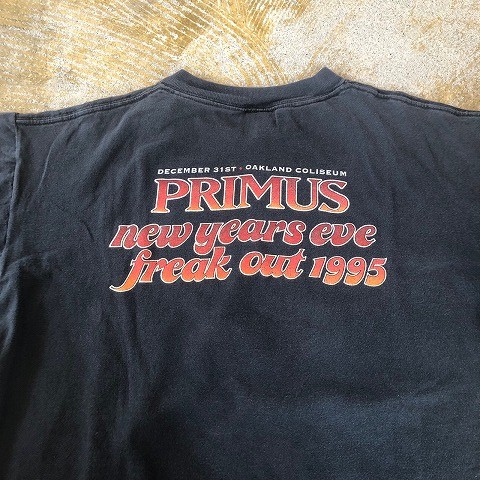 DECEMBER 31ST • OAKLAND COLISEUM
PRIMUS
new years eve
freak out 1995